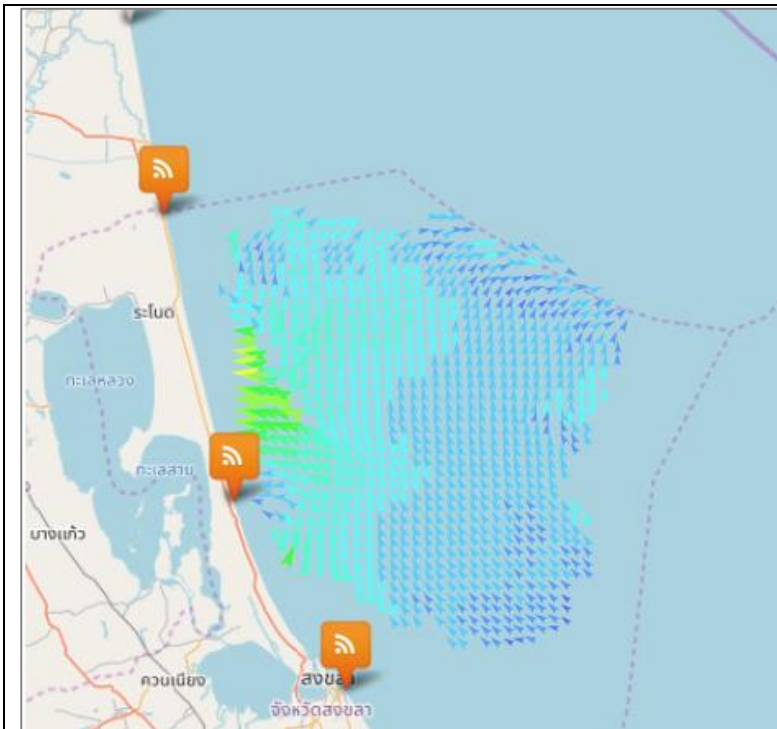 ระโนด
ทะเลหลวง
ทะเลสาบ
บางแก้ว
ควนเนียง
สงขลา
จังหวัดสงขลา